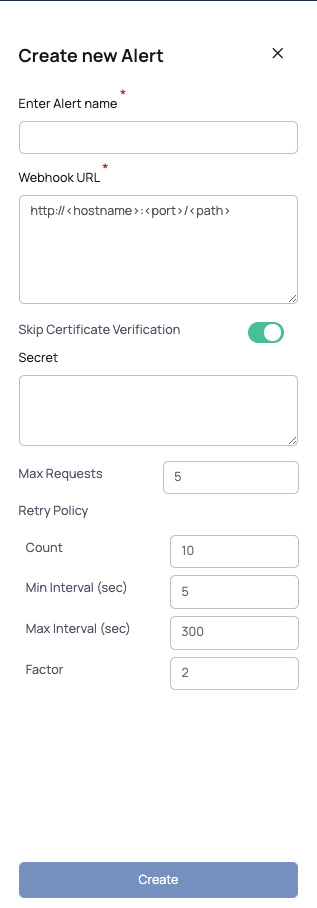 Create new Alert
Enter Alert name *
Webhook URL *
http://<hostname>:<port>/<path>
Skip Certificate Verification
Secret
Max Requests 5
Retry Policy
Count 10
Min Interval (sec) 5
Max Interval (sec) 300
Factor 2
Create